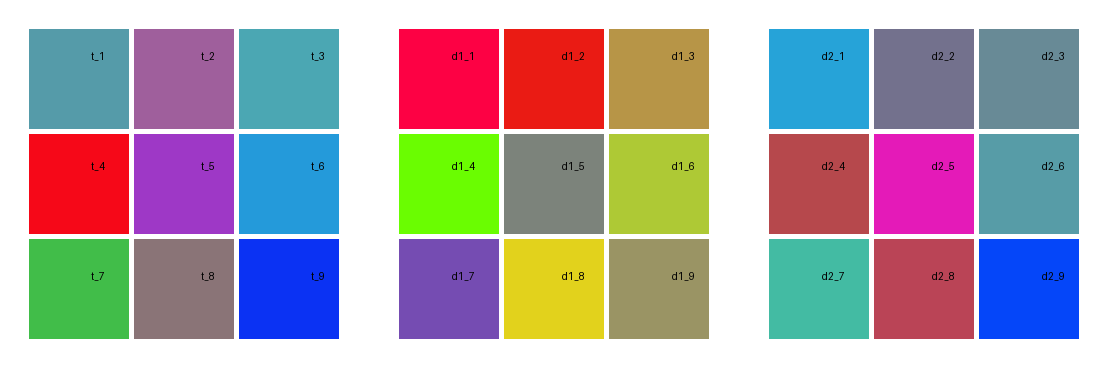 t_1 t_2 t_3 d1_1 d1_2 d1_3 d2_1 d2_2 d2_3
t_4 t_5 t_6 d1_4 d1_5 d1_6 d2_4 d2_5 d2_6
t_7 t_8 t_9 d1_7 d1_8 d1_9 d2_7 d2_8 d2_9